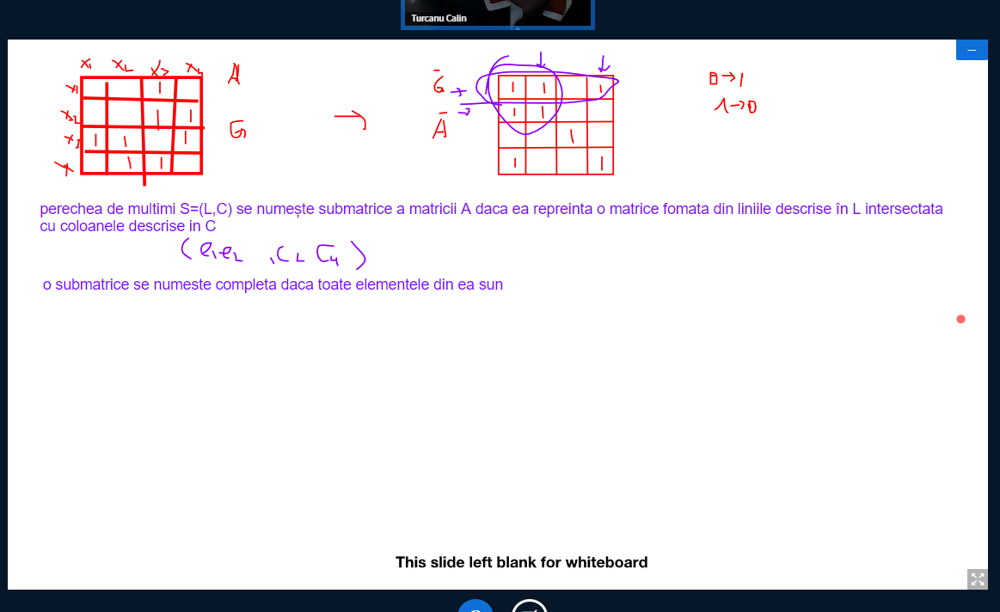 Turcanu Calin
x1 x2 x3 x4 A
x1 1
x2 1 1 G
x3 1 1 1
x4 1 1
→
G̅ → 1 1 1
A̅ → 1 1
1
1 1
0→1
1→0
perechea de multimi S=(L,C) se numește submatrice a matricii A daca ea repreinta o matrice fomata din liniile descrise în L intersectata
cu coloanele descrise in C
(e1 e2 , C2 C4 )
o submatrice se numeste completa daca toate elementele din ea sun
This slide left blank for whiteboard